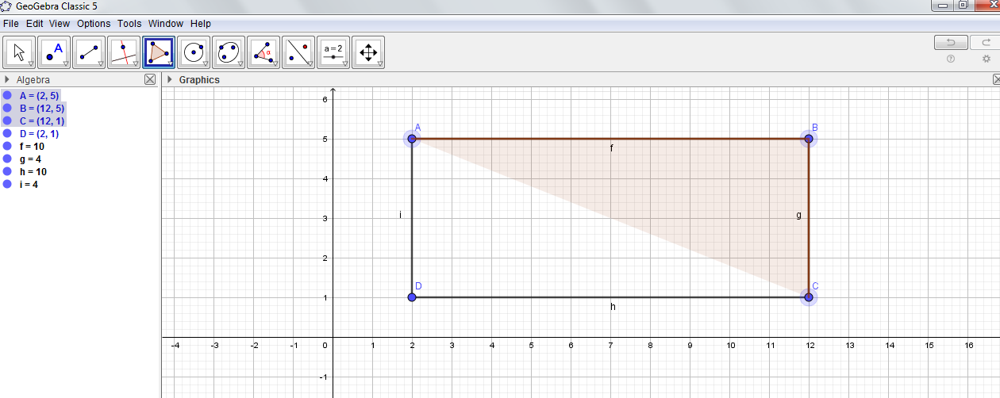 GeoGebra Classic 5
File Edit View Options Tools Window Help
A
α
a = 2
Algebra
Graphics
A = (2, 5)
B = (12, 5)
C = (12, 1)
D = (2, 1)
f = 10
g = 4
h = 10
i = 4
6
A
B
5
f
4
i
3
g
2
D
C
1
h
-4 -3 -2 -1 0 1 2 3 4 5 6 7 8 9 10 11 12 13 14 15 16
-1